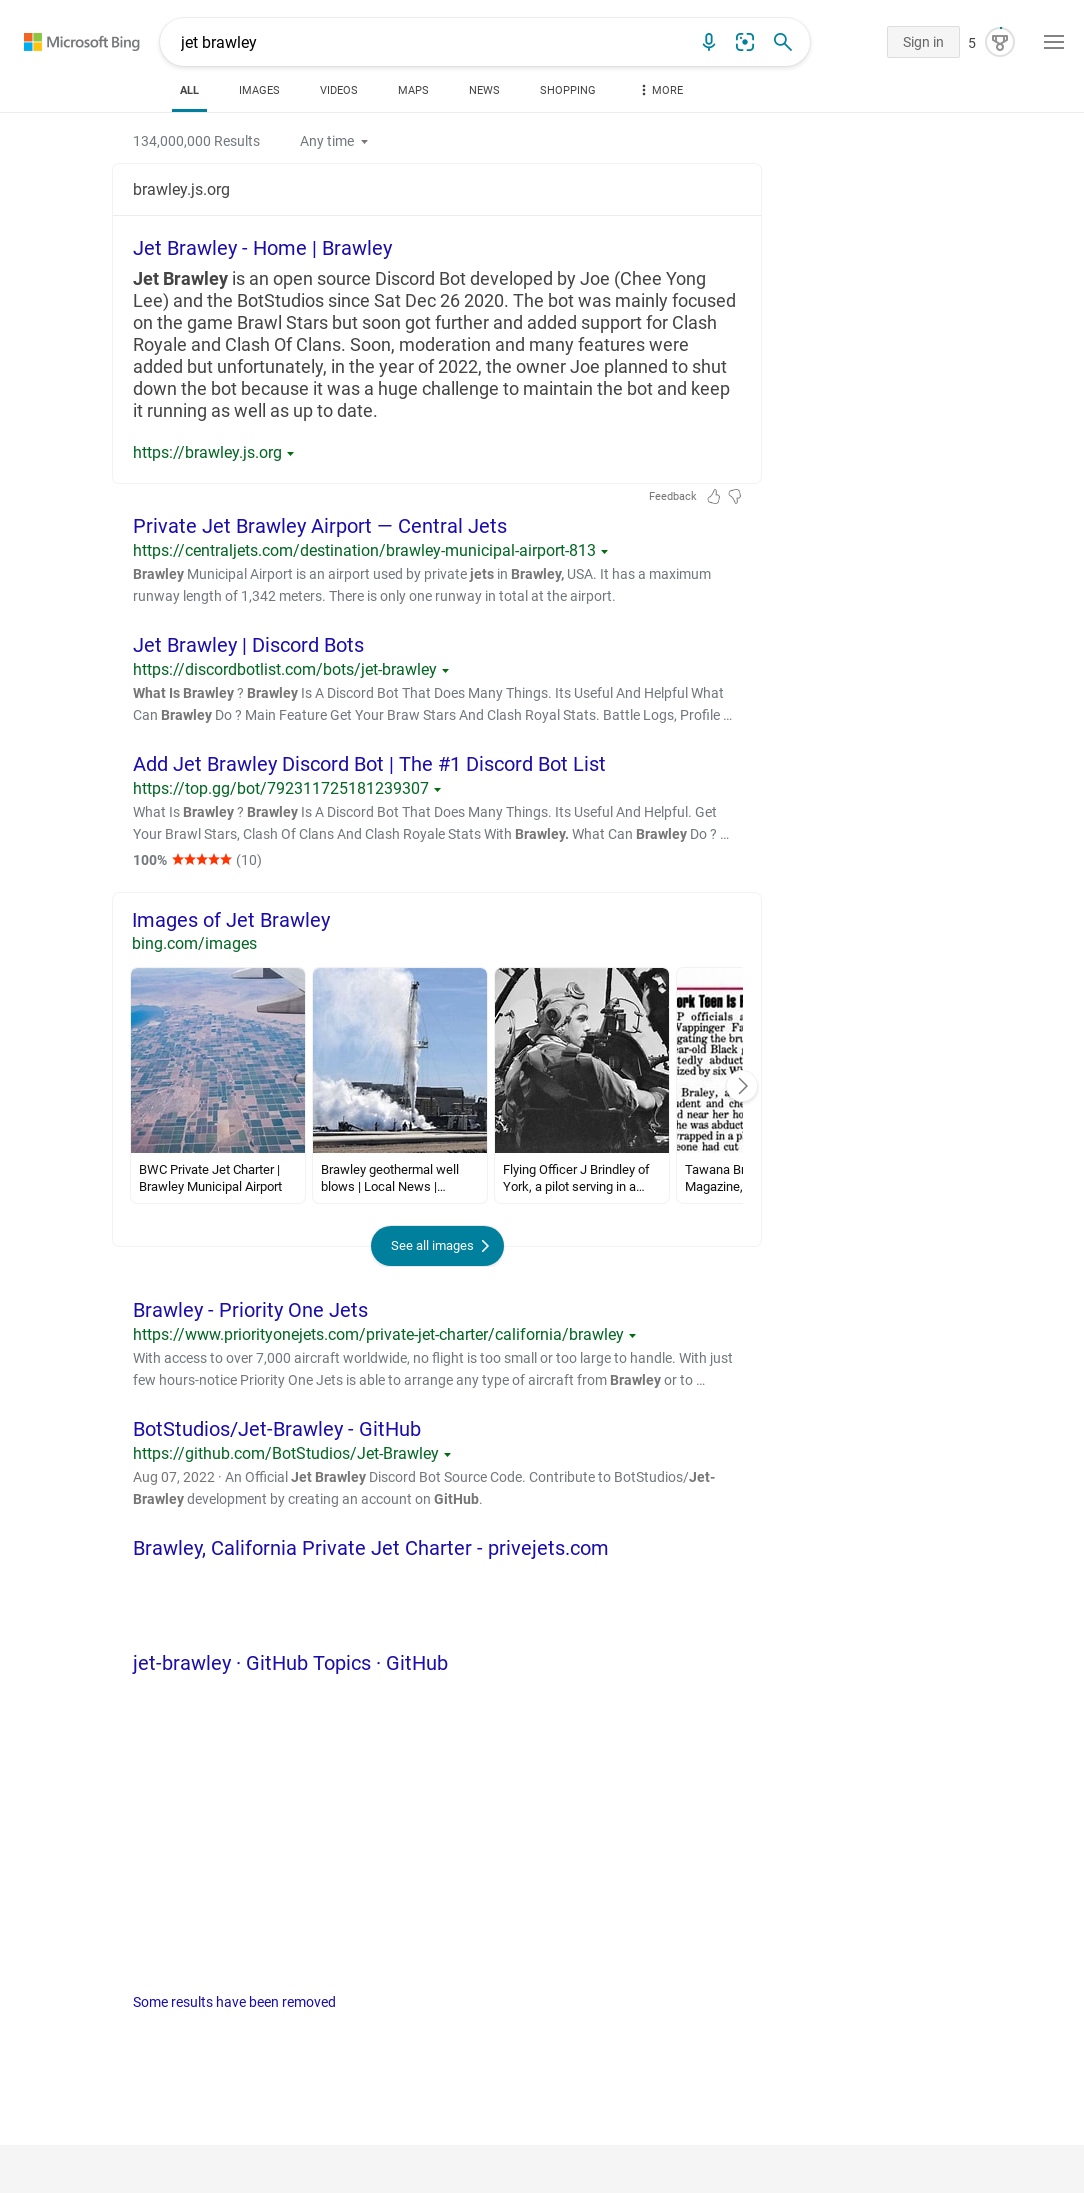 Microsoft Bing
jet brawley
Sign in
5
ALL
IMAGES
VIDEOS
MAPS
NEWS
SHOPPING
MORE
134,000,000 Results
Any time
brawley.js.org
Jet Brawley - Home | Brawley
Jet Brawley is an open source Discord Bot developed by Joe (Chee Yong
Lee) and the BotStudios since Sat Dec 26 2020. The bot was mainly focused
on the game Brawl Stars but soon got further and added support for Clash
Royale and Clash Of Clans. Soon, moderation and many features were
added but unfortunately, in the year of 2022, the owner Joe planned to shut
down the bot because it was a huge challenge to maintain the bot and keep
it running as well as up to date.
https://brawley.js.org
Feedback
Private Jet Brawley Airport — Central Jets
https://centraljets.com/destination/brawley-municipal-airport-813
Brawley Municipal Airport is an airport used by private jets in Brawley, USA. It has a maximum
runway length of 1,342 meters. There is only one runway in total at the airport.
Jet Brawley | Discord Bots
https://discordbotlist.com/bots/jet-brawley
What Is Brawley ? Brawley Is A Discord Bot That Does Many Things. Its Useful And Helpful What
Can Brawley Do ? Main Feature Get Your Braw Stars And Clash Royal Stats. Battle Logs, Profile …
Add Jet Brawley Discord Bot | The #1 Discord Bot List
https://top.gg/bot/792311725181239307
What Is Brawley ? Brawley Is A Discord Bot That Does Many Things. Its Useful And Helpful. Get
Your Brawl Stars, Clash Of Clans And Clash Royale Stats With Brawley. What Can Brawley Do ? …
100% (10)
Images of Jet Brawley
bing.com/images
ork Teen Is
P officials a
Wappinger Fa
gating the bru
ear-old Black
tedly abduct
ized by six W
Braley, a
udent and che
d near her ho
he was abduct
wrapped in a pl
eone had cut
BWC Private Jet Charter |
Brawley Municipal Airport
Brawley geothermal well
blows | Local News |…
Flying Officer J Brindley of
York, a pilot serving in a…
Tawana Br
Magazine,
See all images
Brawley - Priority One Jets
https://www.priorityonejets.com/private-jet-charter/california/brawley
With access to over 7,000 aircraft worldwide, no flight is too small or too large to handle. With just
few hours-notice Priority One Jets is able to arrange any type of aircraft from Brawley or to …
BotStudios/Jet-Brawley - GitHub
https://github.com/BotStudios/Jet-Brawley
Aug 07, 2022 · An Official Jet Brawley Discord Bot Source Code. Contribute to BotStudios/Jet-
Brawley development by creating an account on GitHub.
Brawley, California Private Jet Charter - privejets.com
jet-brawley · GitHub Topics · GitHub
Some results have been removed